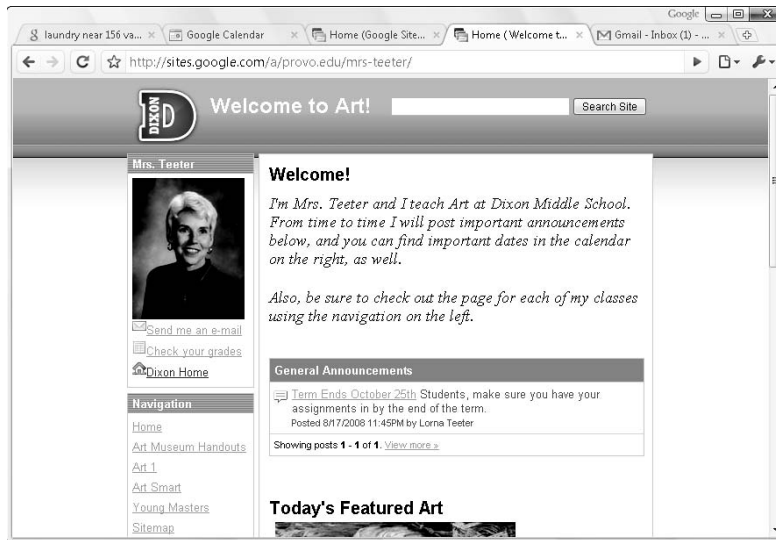 Google
laundry near 156 va...
Google Calendar
Home (Google Site...
Home (Welcome t...
Gmail - Inbox (1) - ...
http://sites.google.com/a/provo.edu/mrs-teeter/
DIXON D
Welcome to Art!
Search Site
Mrs. Teeter
Send me an e-mail
Check your grades
Dixon Home
Navigation
Home
Art Museum Handouts
Art 1
Art Smart
Young Masters
Sitemap
Welcome!
I'm Mrs. Teeter and I teach Art at Dixon Middle School.
From time to time I will post important announcements
below, and you can find important dates in the calendar
on the right, as well.
Also, be sure to check out the page for each of my classes
using the navigation on the left.
General Announcements
Term Ends October 25th Students, make sure you have your
assignments in by the end of the term.
Posted 8/17/2008 11:45PM by Lorna Teeter
Showing posts 1 - 1 of 1. View more »
Today's Featured Art